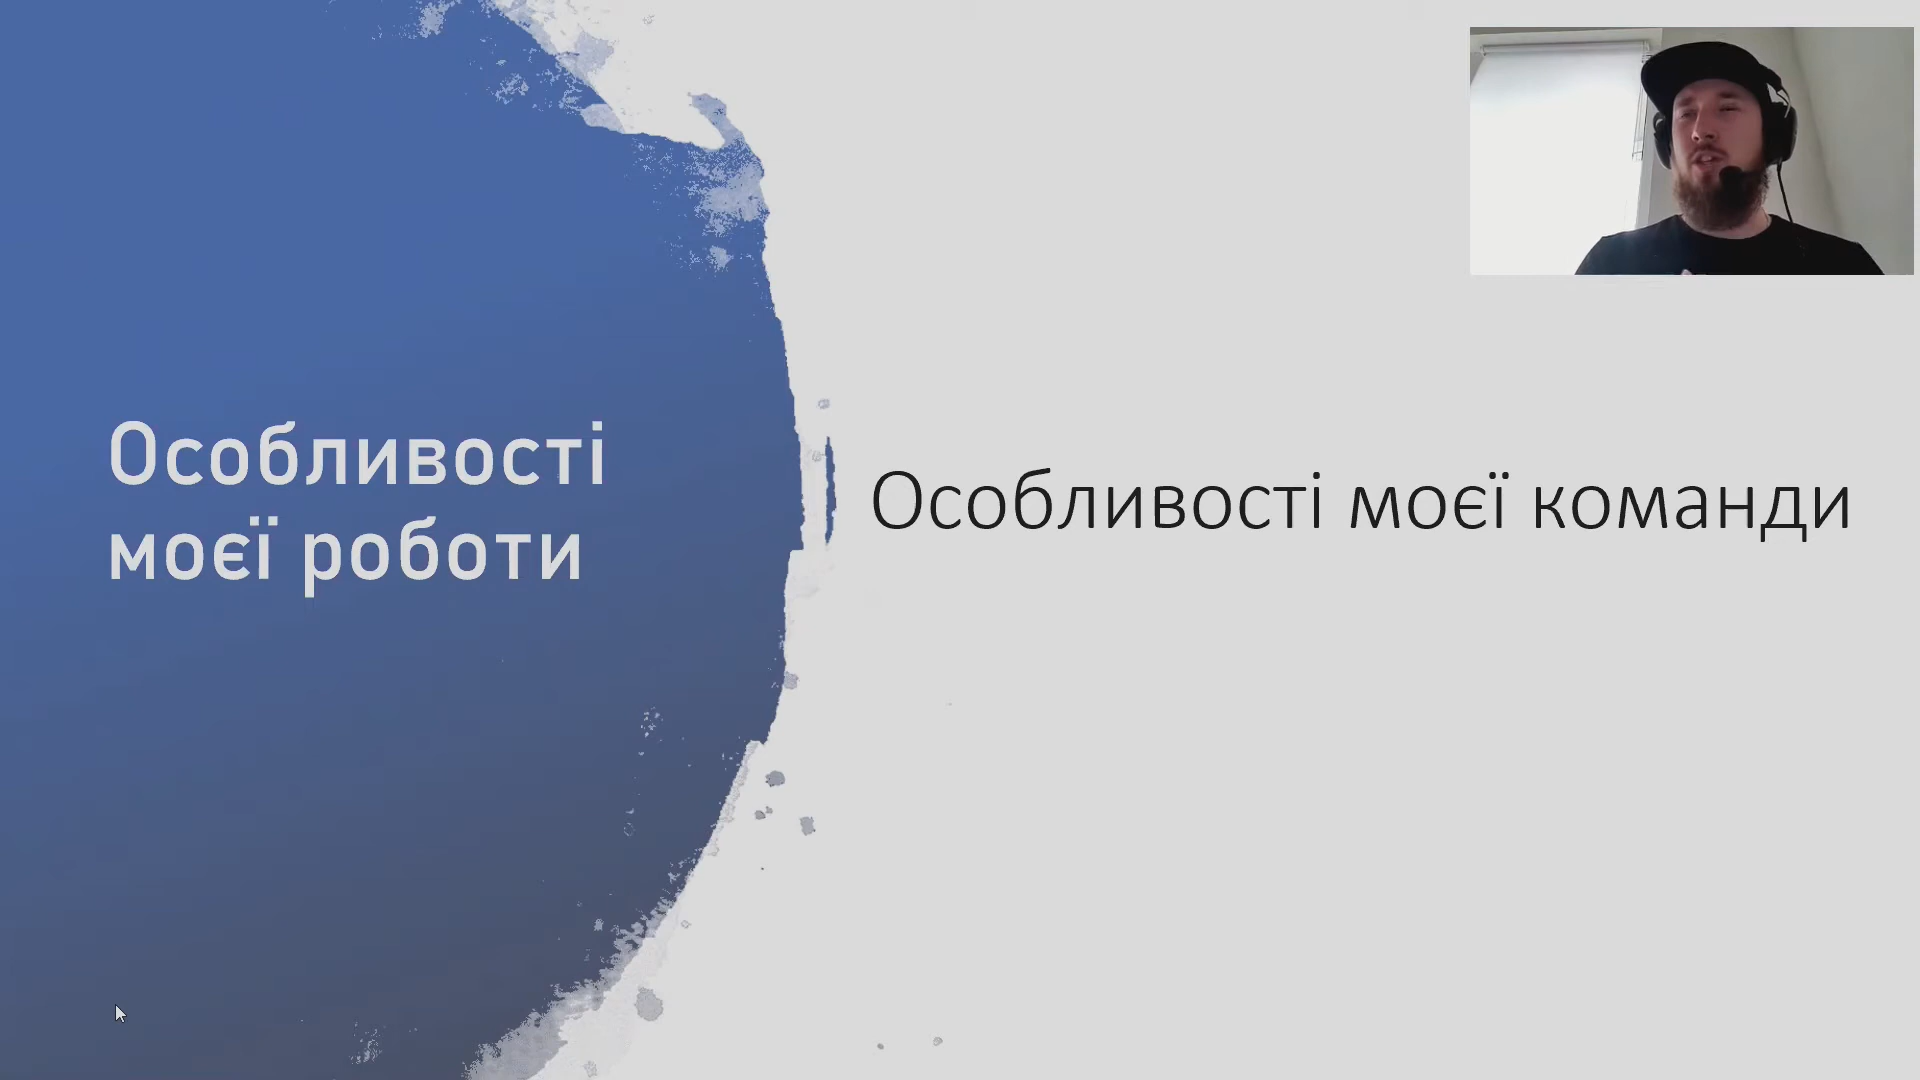 Особливості
моєї роботи
Особливості моєї команди